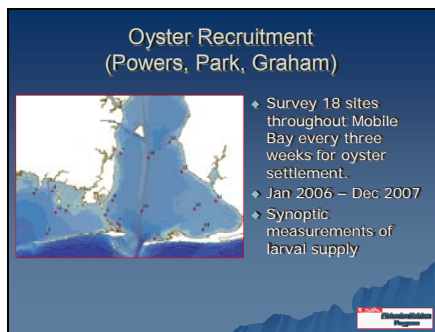 Oyster Recruitment
(Powers, Park, Graham)
Survey 18 sites
throughout Mobile
Bay every three
weeks for oyster
settlement.
Jan 2006 – Dec 2007
Synoptic
measurements of
larval supply
Program